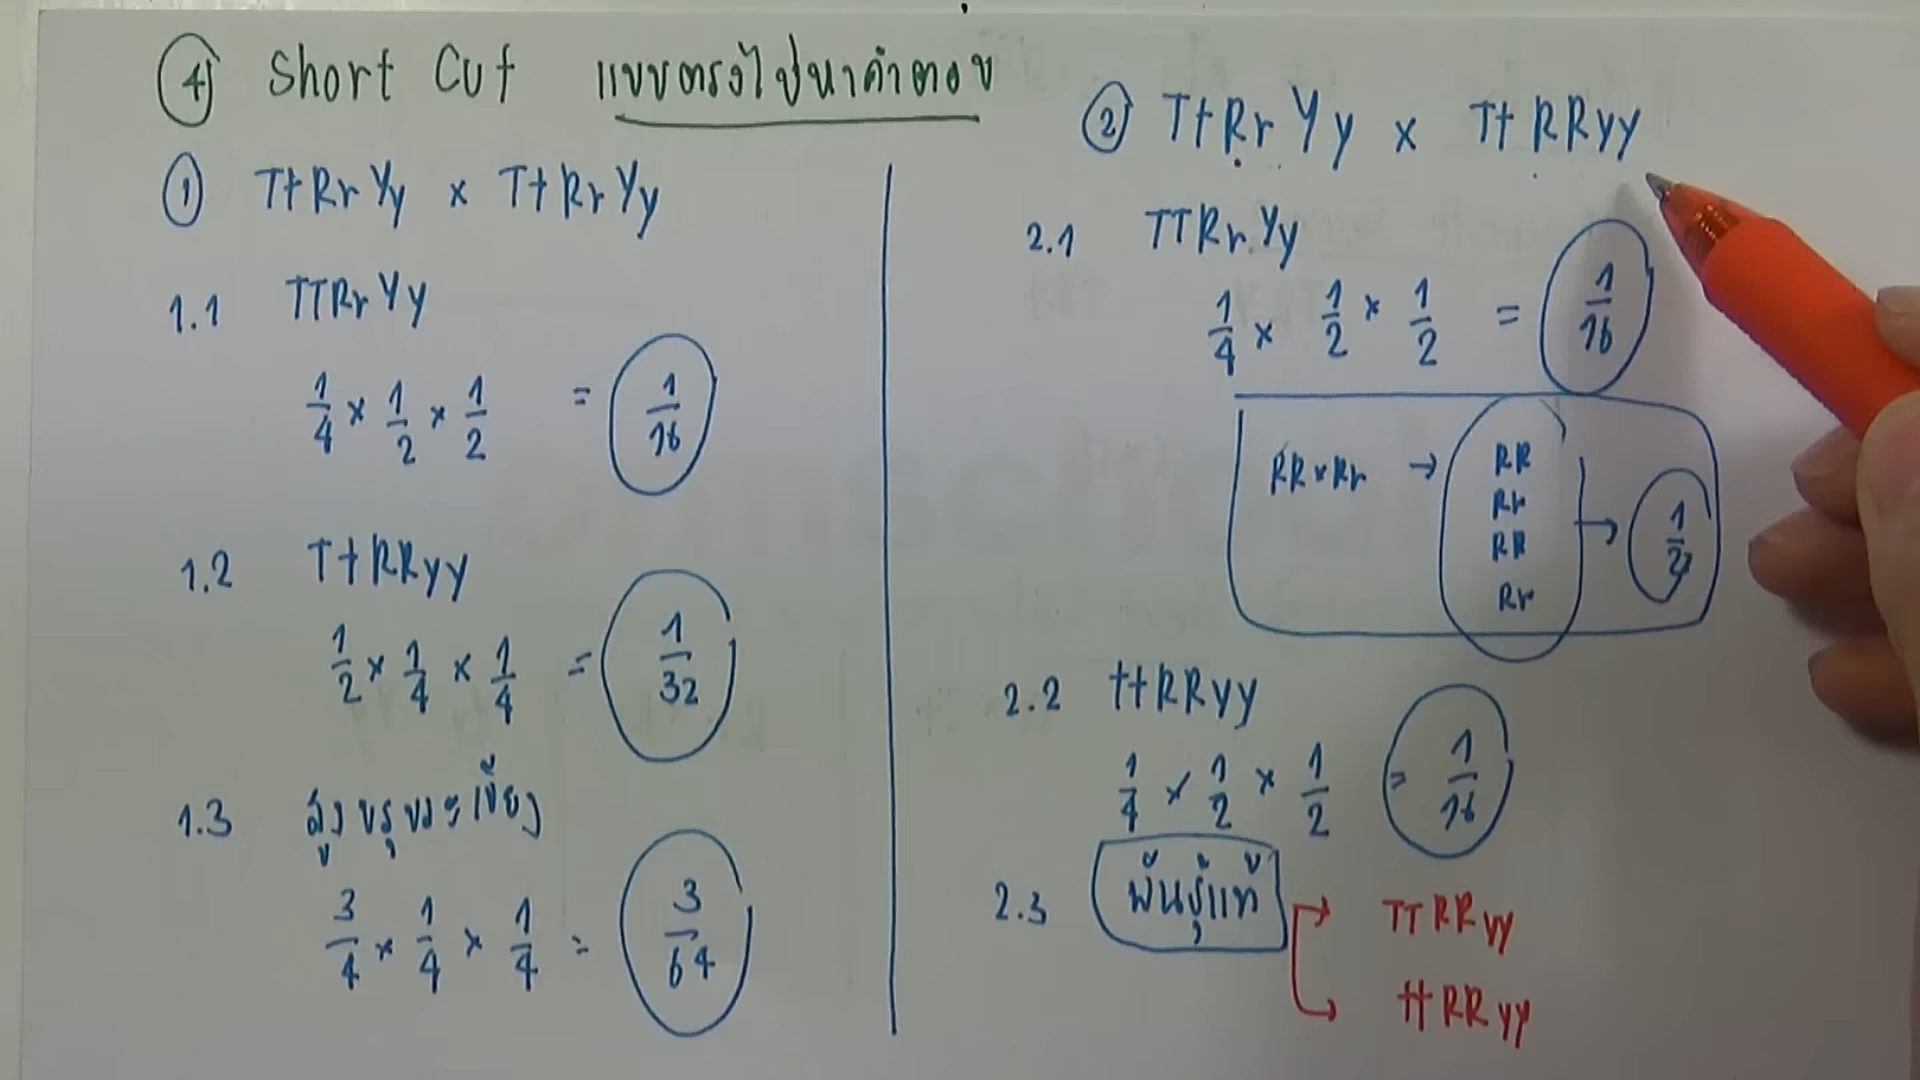 ④ Short Cut แบบตรงไปหาคำตอบ
① TtRrYy x TtRrYy
1.1 TTRrYy
1/4 x 1/2 x 1/2 = 1/16
1.2 TtRRyy
1/2 x 1/4 x 1/4 = 1/32
1.3 สูง ขรุขระ เขียว
3/4 x 1/4 x 1/4 = 3/64
② TtRrYy x TtRRyy
2.1 TTRrYy
1/4 x 1/2 x 1/2 = 1/16
RR x Rr → RR
Rr
RR
Rr
→ 1/2
2.2 ttRRyy
1/4 x 1/2 x 1/2 = 1/16
2.3 พันธุ์แท้ → TTRRyy
→ ttRRyy